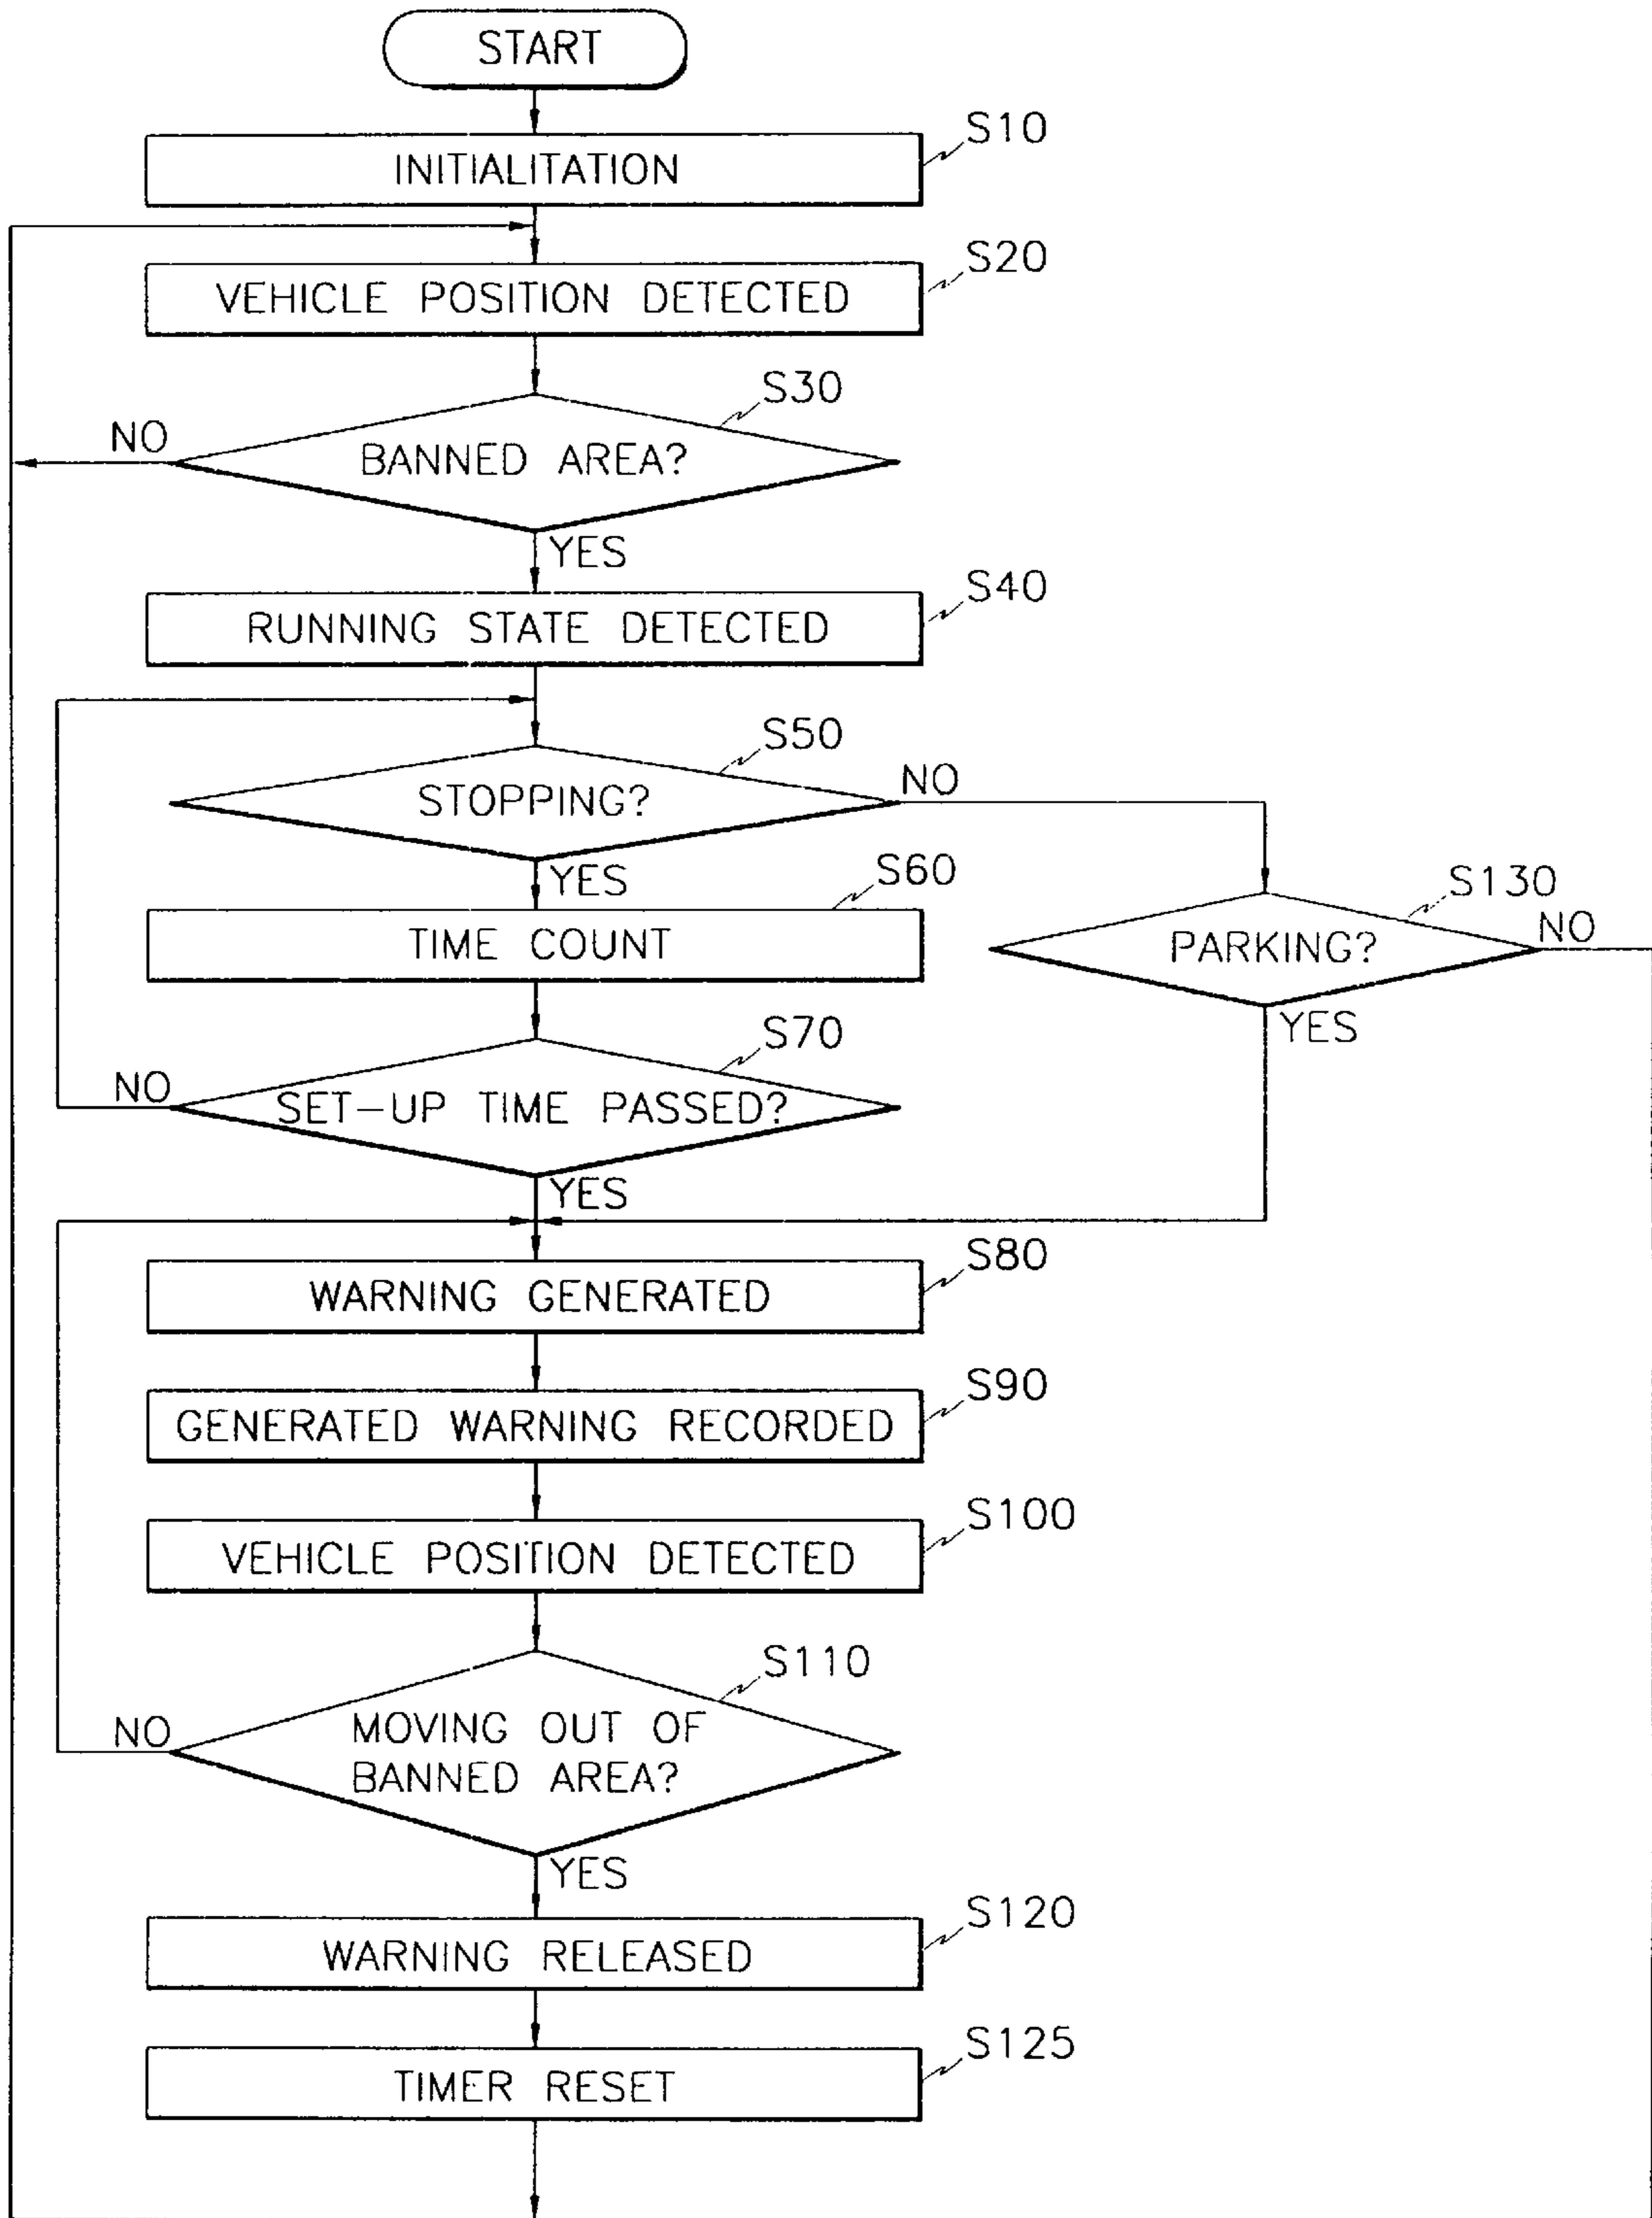 START
S10
INITIALITATION
S20
VEHICLE POSITION DETECTED
S30
NO
BANNED AREA?
YES
S40
RUNNING STATE DETECTED
S50
NO
STOPPING?
YES
S60
S130
TIME COUNT
PARKING?
NO
YES
S70
NO
SET-UP TIME PASSED?
YES
S80
WARNING GENERATED
S90
GENERATED WARNING RECORDED
S100
VEHICLE POSITION DETECTED
S110
NO
MOVING OUT OF
BANNED AREA?
YES
S120
WARNING RELEASED
S125
TIMER RESET